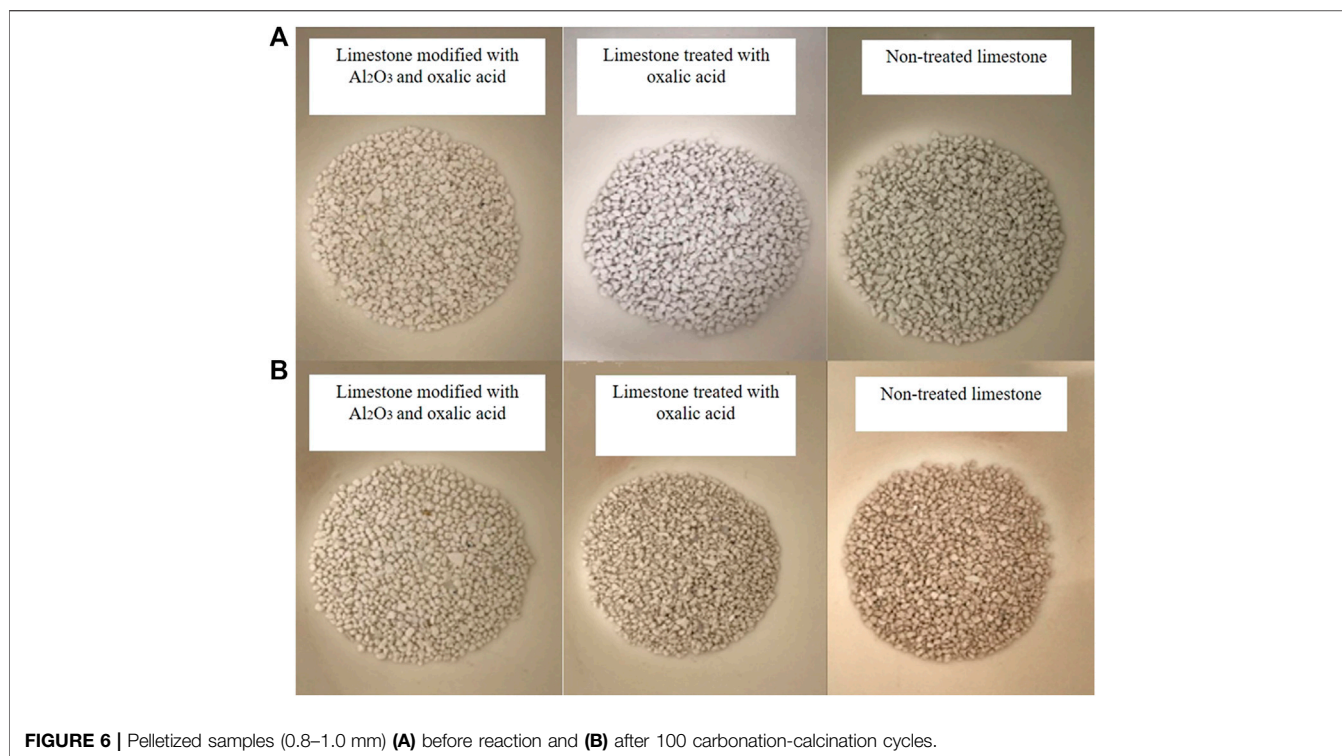 A
Limestone modified with
Al2O3 and oxalic acid
Limestone treated with
oxalic acid
Non-treated limestone
B
Limestone modified with
Al2O3 and oxalic acid
Limestone treated with
oxalic acid
Non-treated limestone
FIGURE 6 | Pelletized samples (0.8–1.0 mm) (A) before reaction and (B) after 100 carbonation-calcination cycles.